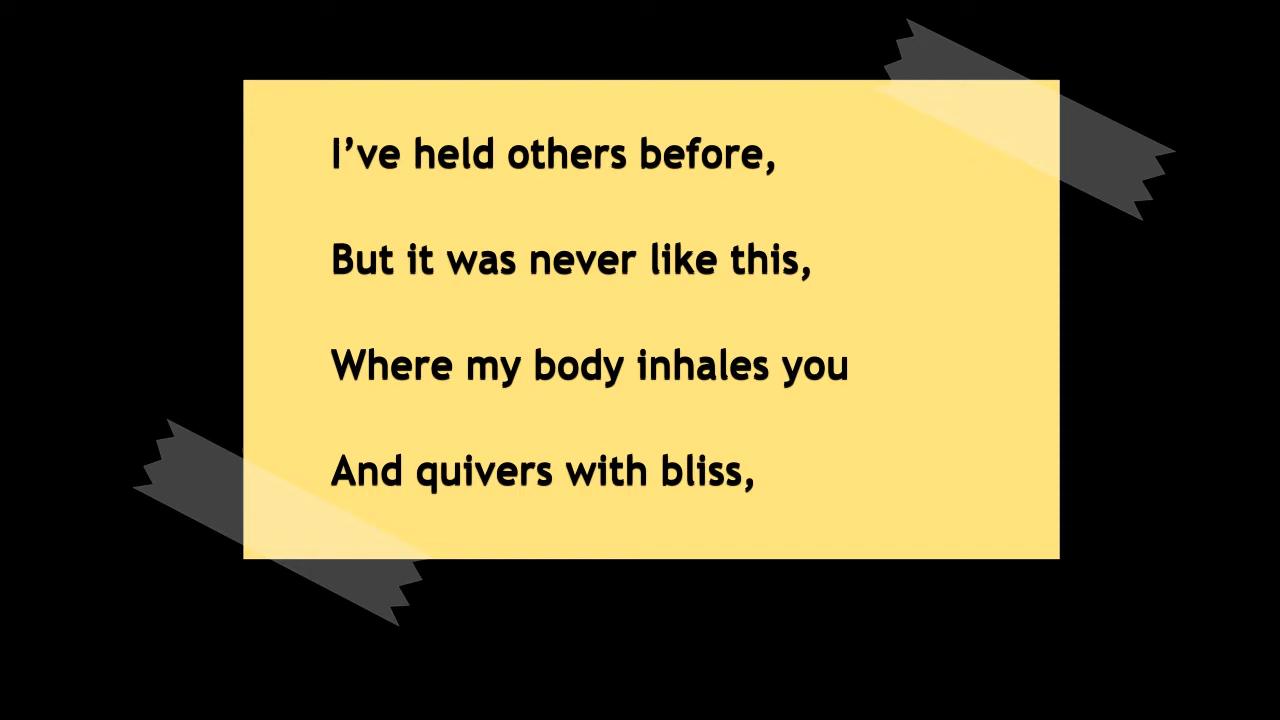 I’ve held others before,
But it was never like this,
Where my body inhales you
And quivers with bliss,